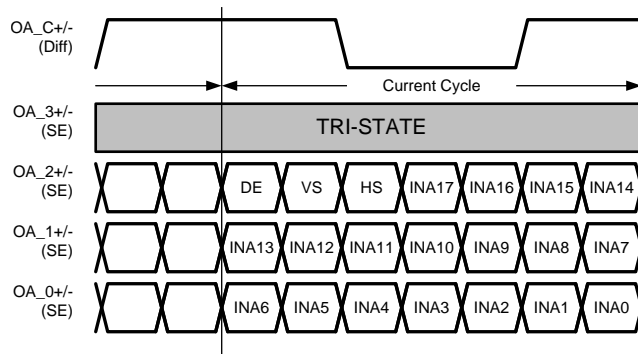 OA_C+/-
(Diff)
Current Cycle
OA_3+/-
(SE)
TRI-STATE
OA_2+/-
(SE)
DE VS HS INA17 INA16 INA15 INA14
OA_1+/-
(SE)
INA13 INA12 INA11 INA10 INA9 INA8 INA7
OA_0+/-
(SE)
INA6 INA5 INA4 INA3 INA2 INA1 INA0